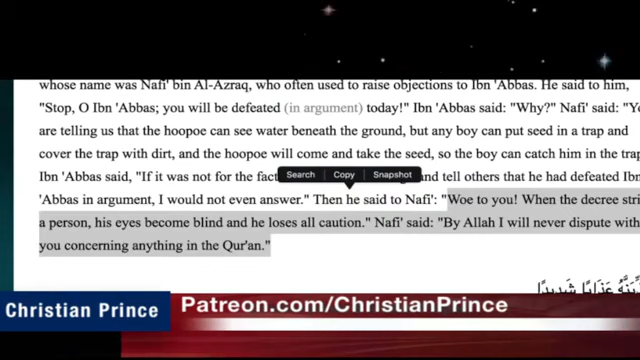 whose name was Nafi' bin Al-Azraq, who often used to raise objections to Ibn 'Abbas. He said to him,
"Stop, O Ibn 'Abbas; you will be defeated (in argument) today!" Ibn 'Abbas said: "Why?" Nafi' said: "Yo
are telling us that the hoopoe can see water beneath the ground, but any boy can put seed in a trap and
cover the trap with dirt, and the hoopoe will come and take the seed, so the boy can catch him in the trap
Ibn 'Abbas said, "If it was not for the fact and tell others that he had defeated Ibn
Search Copy Snapshot
'Abbas in argument, I would not even answer." Then he said to Nafi': "Woe to you! When the decree stri
a person, his eyes become blind and he loses all caution." Nafi' said: "By Allah I will never dispute with
you concerning anything in the Qur'an."
عَذَابًا شَدِيدًا
Christian Prince
Patreon.com/ChristianPrince